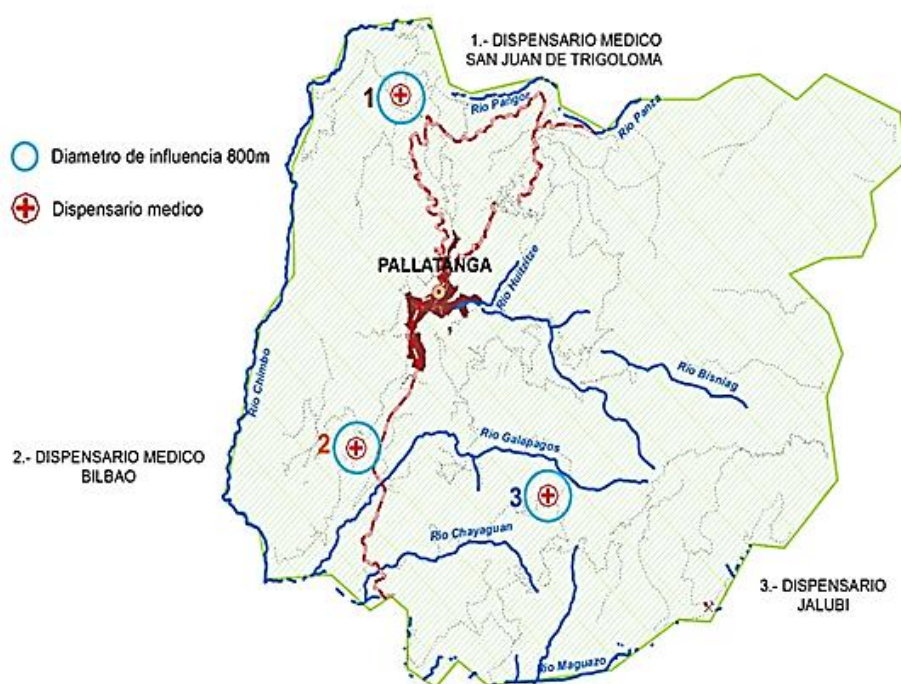 1.- DISPENSARIO MEDICO
SAN JUAN DE TRIGOLOMA
1
Rio Pangor
Rio Panza
Diametro de influencia 800m
Dispensario medico
PALLATANGA
Rio Huitzitze
Rio Chimbo
Rio Bisniag
2
Rio Galapagos
2.- DISPENSARIO MEDICO
BILBAO
3
Rio Chayaguan
3.- DISPENSARIO
JALUBI
Rio Maguazo